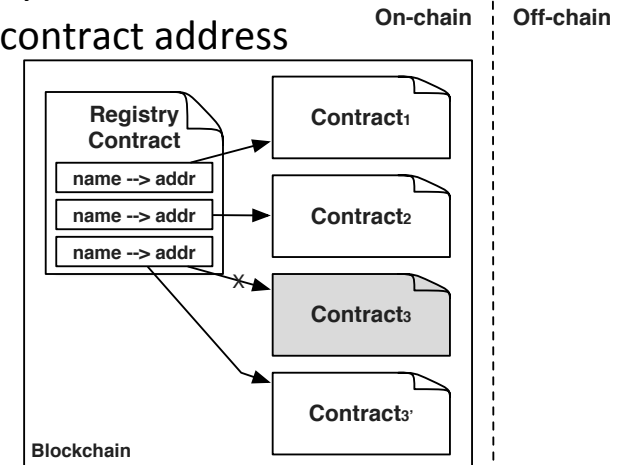 contract address
On-chain
Off-chain
Registry
Contract
name --> addr
name --> addr
name --> addr
Contract1
Contract2
X
Contract3
Contract3'
Blockchain